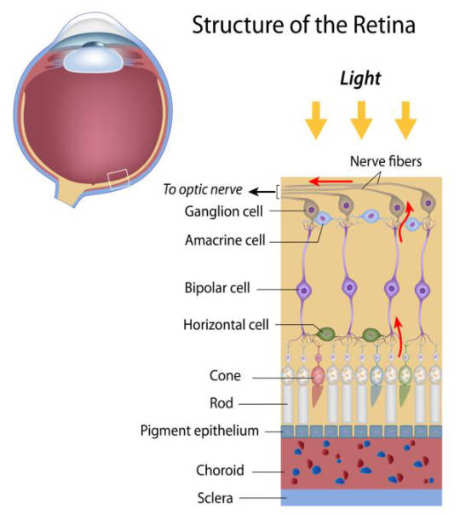 Structure of the Retina
Light
Nerve fibers
To optic nerve
Ganglion cell
Amacrine cell
Bipolar cell
Horizontal cell
Cone
Rod
Pigment epithelium
Choroid
Sclera